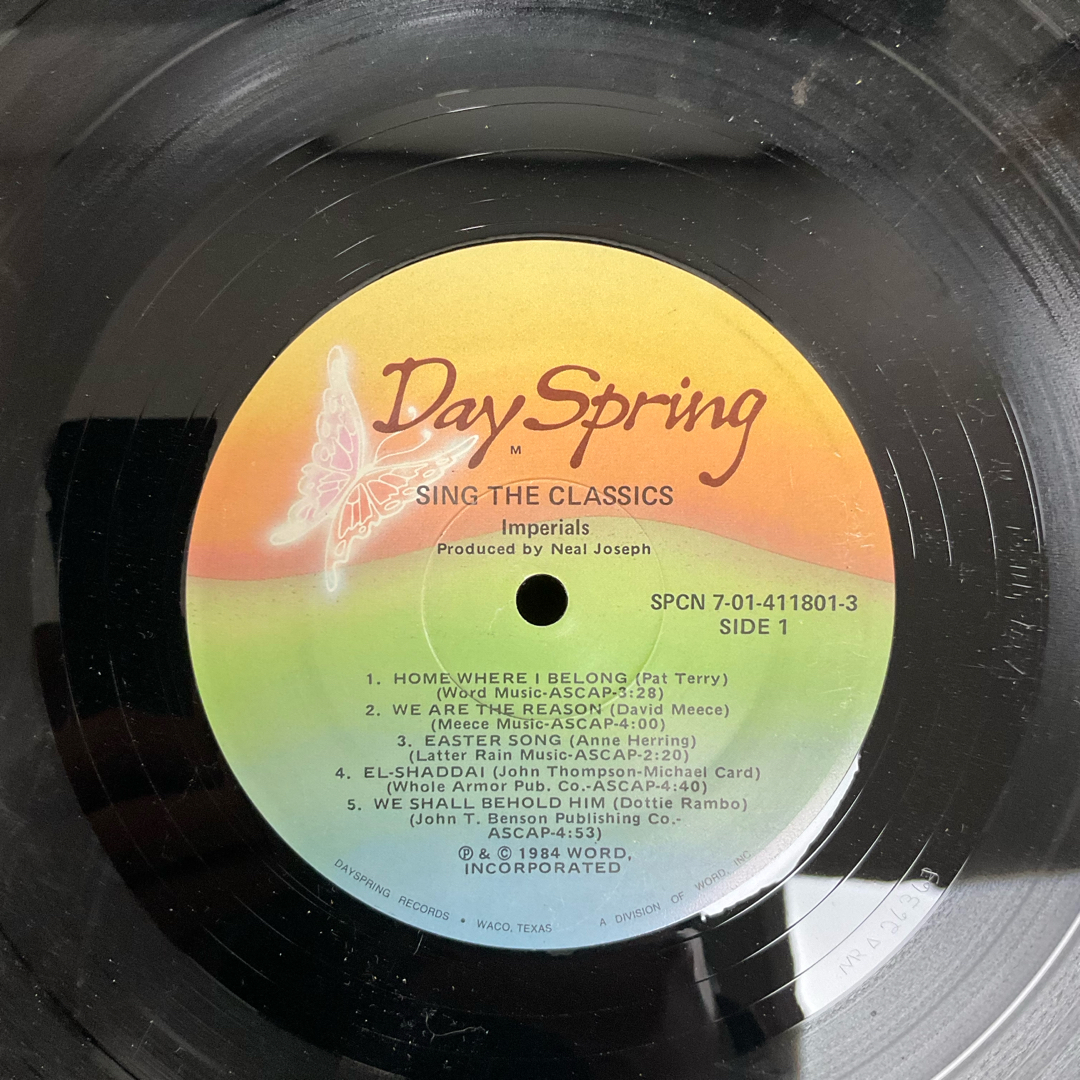 Day Spring
M
SING THE CLASSICS
Imperials
Produced by Neal Joseph
SPCN 7-01-411801-3
SIDE 1
1. HOME WHERE I BELONG (Pat Terry)
(Word Music-ASCAP-3:28)
2. WE ARE THE REASON (David Meece)
(Meece Music-ASCAP-4:00)
3. EASTER SONG (Anne Herring)
(Latter Rain Music-ASCAP-2:20)
4. EL-SHADDAI (John Thompson-Michael Card)
(Whole Armor Pub. Co.-ASCAP-4:40)
5. WE SHALL BEHOLD HIM (Dottie Rambo)
(John T. Benson Publishing Co.-
ASCAP-4:53)
℗ & © 1984 WORD,
INCORPORATED
DAYSPRING RECORDS • WACO, TEXAS A DIVISION OF WORD, INC.